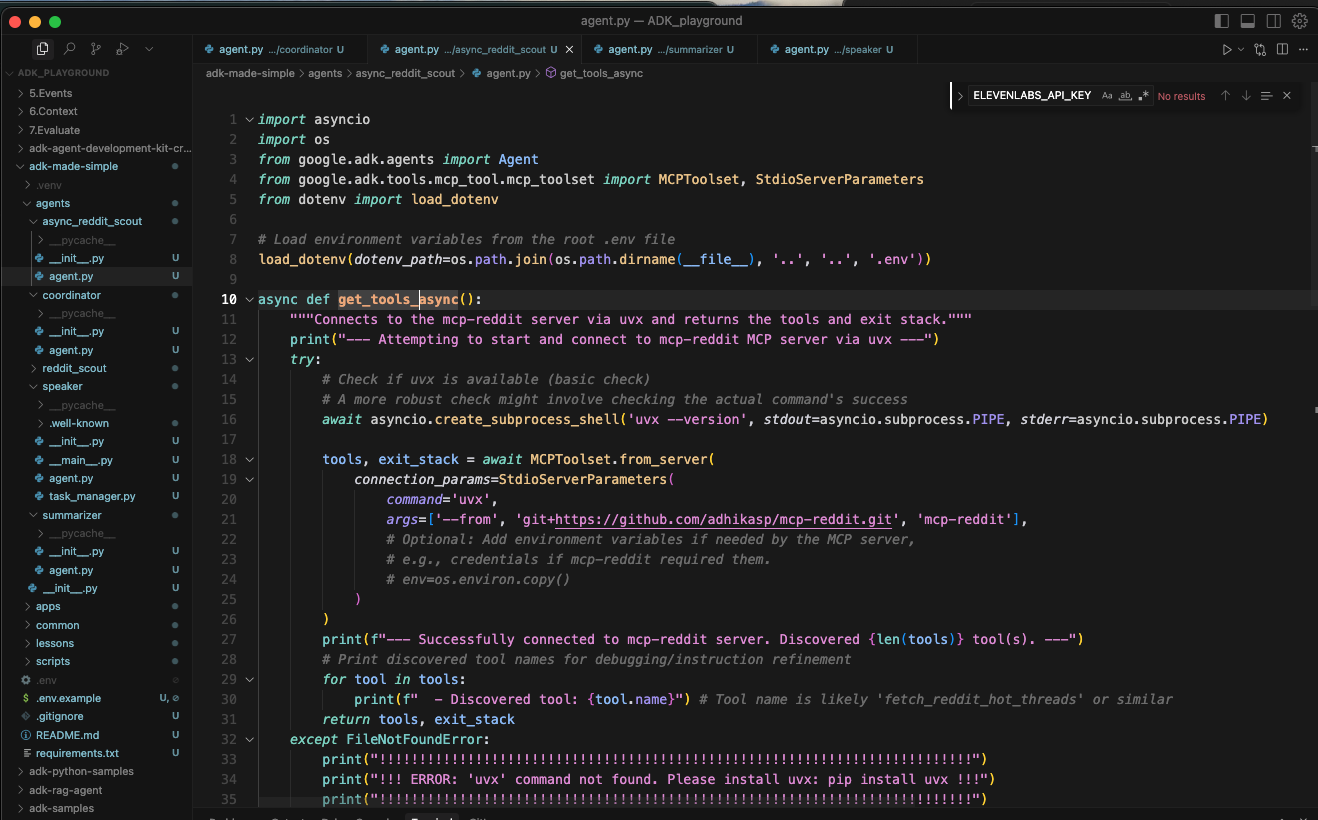 agent.py — ADK_playground
agent.py .../coordinator U
agent.py .../async_reddit_scout U
agent.py .../summarizer U
agent.py .../speaker U
adk-made-simple > agents > async_reddit_scout > agent.py > get_tools_async
ELEVENLABS_API_KEY Aa ab .* No results
ADK_PLAYGROUND
5.Events
6.Context
7.Evaluate
adk-agent-development-kit-cr...
adk-made-simple
.venv
agents
async_reddit_scout
__pycache__
__init__.py U
agent.py U
coordinator
__pycache__
__init__.py U
agent.py U
reddit_scout
speaker
__pycache__
.well-known
__init__.py U
__main__.py U
agent.py U
task_manager.py U
summarizer
__pycache__
__init__.py U
agent.py U
__init__.py U
apps
common
lessons
scripts
.env
$ .env.example U,
.gitignore U
README.md U
requirements.txt U
adk-python-samples
adk-rag-agent
adk-samples
1 import asyncio
2 import os
3 from google.adk.agents import Agent
4 from google.adk.tools.mcp_tool.mcp_toolset import MCPToolset, StdioServerParameters
5 from dotenv import load_dotenv
6
7 # Load environment variables from the root .env file
8 load_dotenv(dotenv_path=os.path.join(os.path.dirname(__file__), '..', '..', '.env'))
9
10 async def get_tools_async():
11 """Connects to the mcp-reddit server via uvx and returns the tools and exit stack."""
12 print("--- Attempting to start and connect to mcp-reddit MCP server via uvx ---")
13 try:
14 # Check if uvx is available (basic check)
15 # A more robust check might involve checking the actual command's success
16 await asyncio.create_subprocess_shell('uvx --version', stdout=asyncio.subprocess.PIPE, stderr=asyncio.subprocess.PIPE)
17
18 tools, exit_stack = await MCPToolset.from_server(
19 connection_params=StdioServerParameters(
20 command='uvx',
21 args=['--from', 'git+https://github.com/adhikasp/mcp-reddit.git', 'mcp-reddit'],
22 # Optional: Add environment variables if needed by the MCP server,
23 # e.g., credentials if mcp-reddit required them.
24 # env=os.environ.copy()
25 )
26 )
27 print(f"--- Successfully connected to mcp-reddit server. Discovered {len(tools)} tool(s). ---")
28 # Print discovered tool names for debugging/instruction refinement
29 for tool in tools:
30 print(f"  - Discovered tool: {tool.name}") # Tool name is likely 'fetch_reddit_hot_threads' or similar
31 return tools, exit_stack
32 except FileNotFoundError:
33 print("!!!!!!!!!!!!!!!!!!!!!!!!!!!!!!!!!!!!!!!!!!!!!!!!!!!!!!!!!!!!!!!!!!!!!!!!!!")
34 print("!!! ERROR: 'uvx' command not found. Please install uvx: pip install uvx !!!")
35 print("!!!!!!!!!!!!!!!!!!!!!!!!!!!!!!!!!!!!!!!!!!!!!!!!!!!!!!!!!!!!!!!!!!!!!!!!!!")